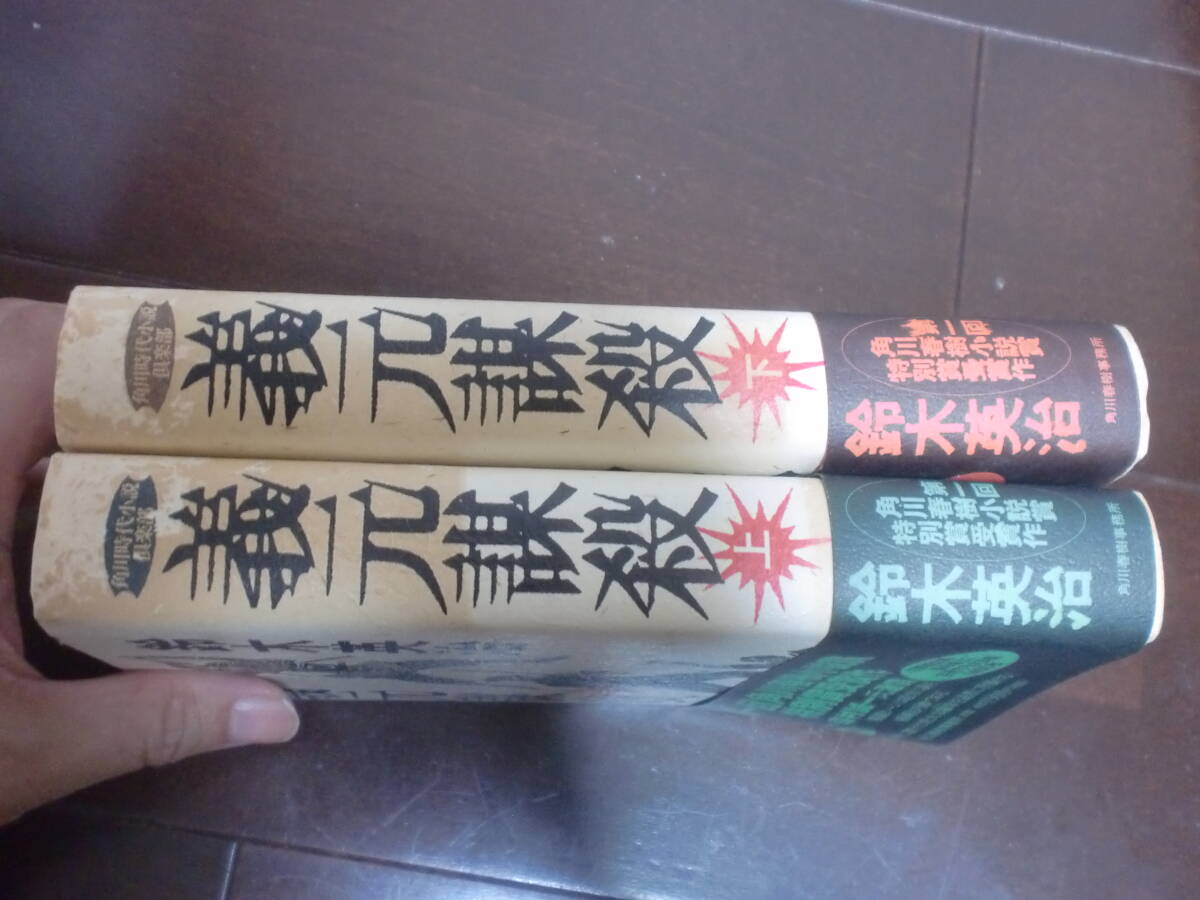 角川時代小説
倶楽部
義元謀殺
下
第一回
角川春樹小説賞
特別賞受賞作
鈴木英治
角川春樹事務所
角川時代小説
倶楽部
義元謀殺
上
第一回
角川春樹小説賞
特別賞受賞作
鈴木英治
角川春樹事務所
鈴木英治